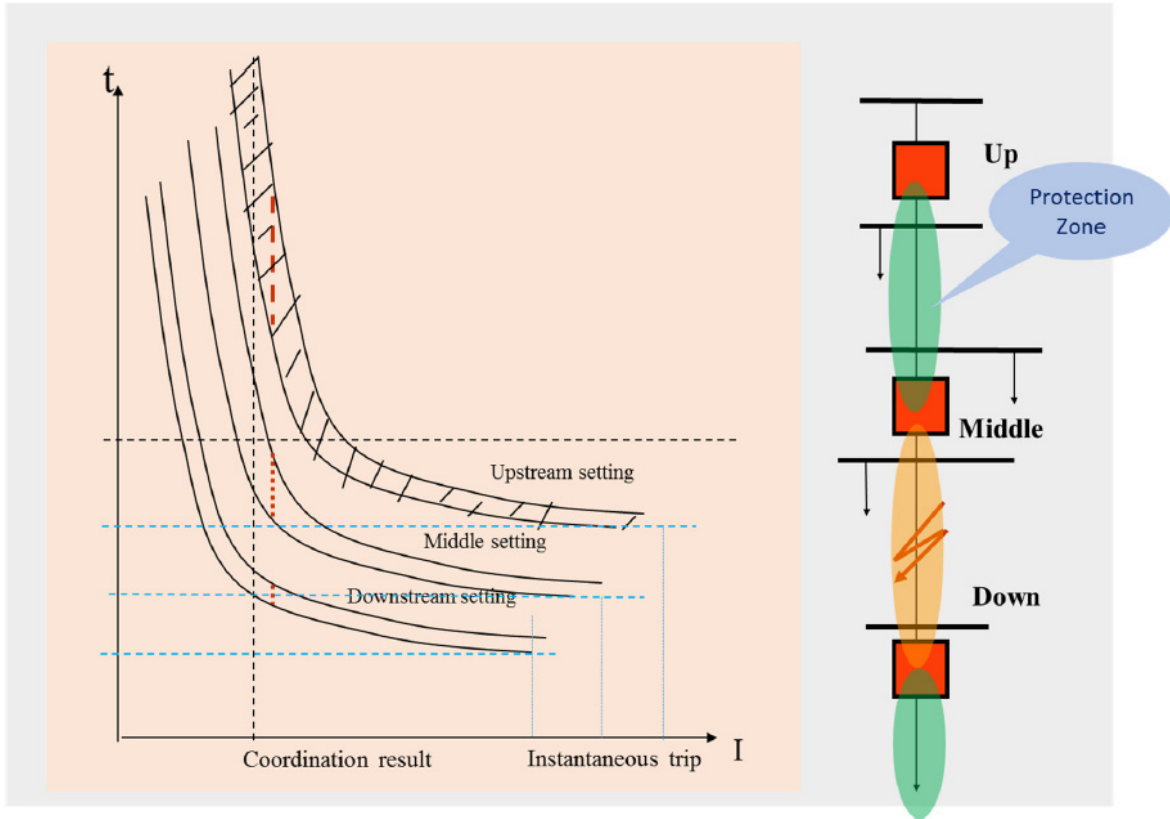 t
Up
Protection
Zone
Middle
Upstream setting
Middle setting
Downstream setting
Down
Coordination result
Instantaneous trip
I